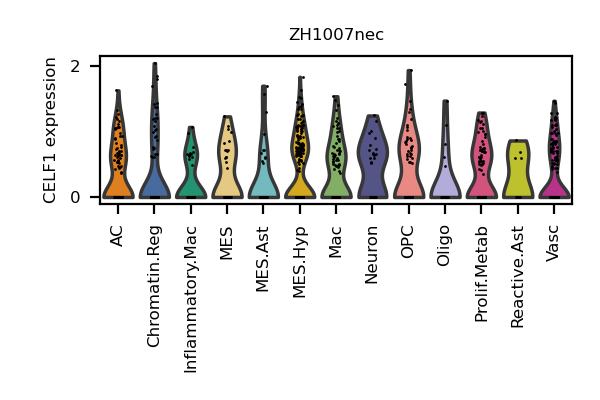 ZH1007nec
CELF1 expression
2
0
AC
Chromatin.Reg
Inflammatory.Mac
MES
MES.Ast
MES.Hyp
Mac
Neuron
OPC
Oligo
Prolif.Metab
Reactive.Ast
Vasc